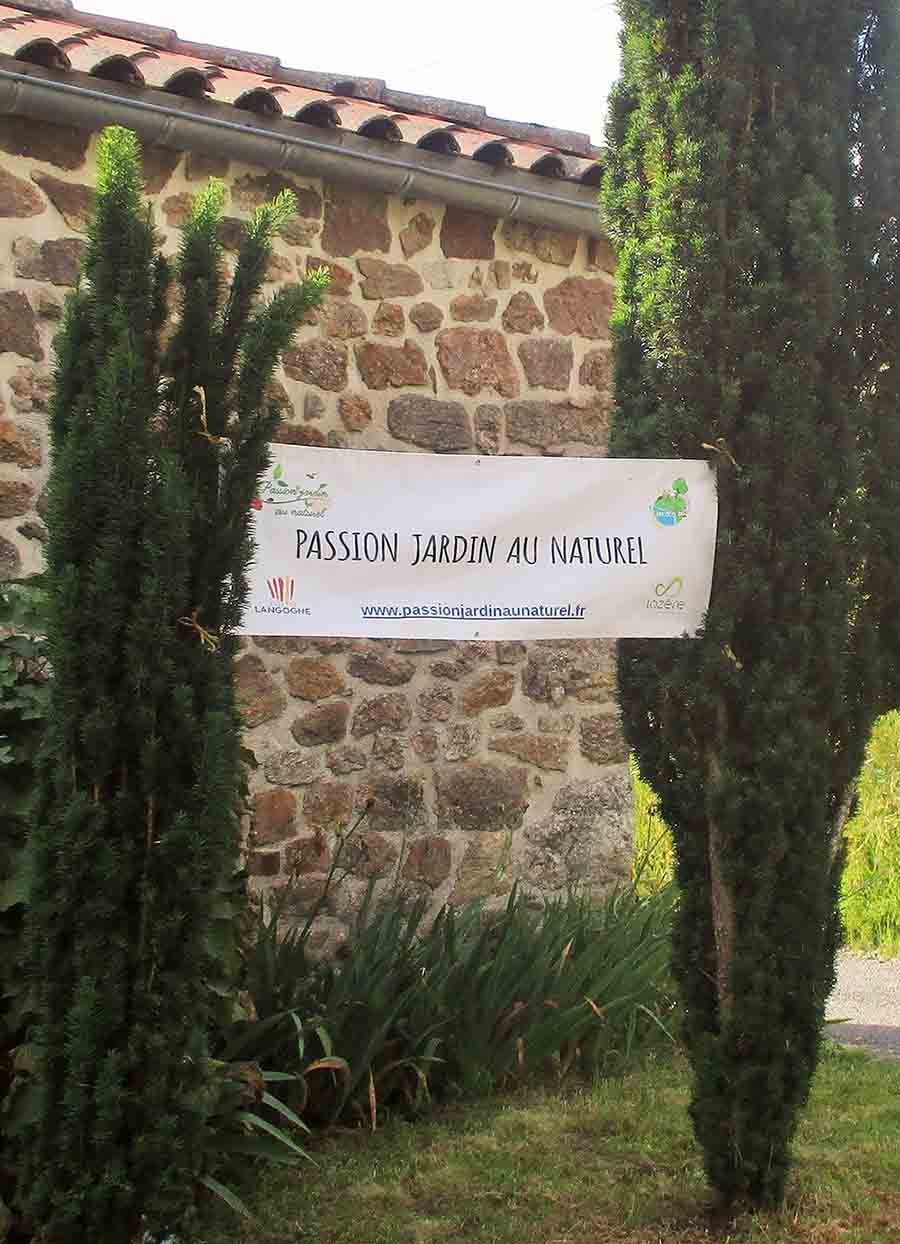 Passion jardin
au naturel
PASSION JARDIN AU NATUREL
LANGOGNE
www.passionjardinaunaturel.fr
lozère